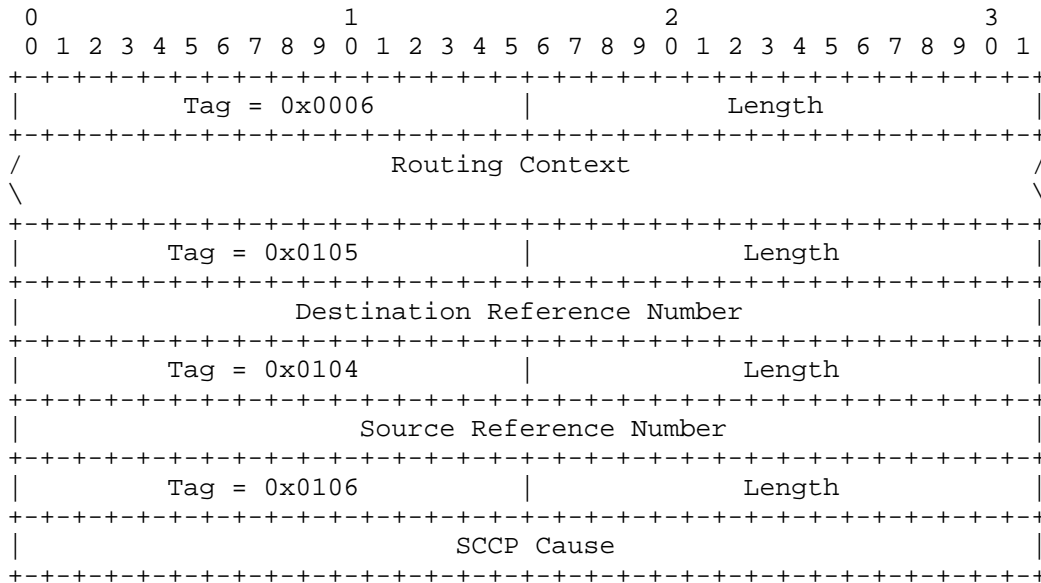 0                   1                   2                   3
 0 1 2 3 4 5 6 7 8 9 0 1 2 3 4 5 6 7 8 9 0 1 2 3 4 5 6 7 8 9 0 1
+-+-+-+-+-+-+-+-+-+-+-+-+-+-+-+-+-+-+-+-+-+-+-+-+-+-+-+-+-+-+-+-+
|          Tag = 0x0006         |            Length             |
+-+-+-+-+-+-+-+-+-+-+-+-+-+-+-+-+-+-+-+-+-+-+-+-+-+-+-+-+-+-+-+-+
/                       Routing Context                         /
\                                                               \
+-+-+-+-+-+-+-+-+-+-+-+-+-+-+-+-+-+-+-+-+-+-+-+-+-+-+-+-+-+-+-+-+
|         Tag = 0x0105          |             Length            |
+-+-+-+-+-+-+-+-+-+-+-+-+-+-+-+-+-+-+-+-+-+-+-+-+-+-+-+-+-+-+-+-+
|                 Destination Reference Number                  |
+-+-+-+-+-+-+-+-+-+-+-+-+-+-+-+-+-+-+-+-+-+-+-+-+-+-+-+-+-+-+-+-+
|         Tag = 0x0104          |             Length            |
+-+-+-+-+-+-+-+-+-+-+-+-+-+-+-+-+-+-+-+-+-+-+-+-+-+-+-+-+-+-+-+-+
|                     Source Reference Number                   |
+-+-+-+-+-+-+-+-+-+-+-+-+-+-+-+-+-+-+-+-+-+-+-+-+-+-+-+-+-+-+-+-+
|         Tag = 0x0106          |             Length            |
+-+-+-+-+-+-+-+-+-+-+-+-+-+-+-+-+-+-+-+-+-+-+-+-+-+-+-+-+-+-+-+-+
|                           SCCP Cause                          |
+-+-+-+-+-+-+-+-+-+-+-+-+-+-+-+-+-+-+-+-+-+-+-+-+-+-+-+-+-+-+-+-+